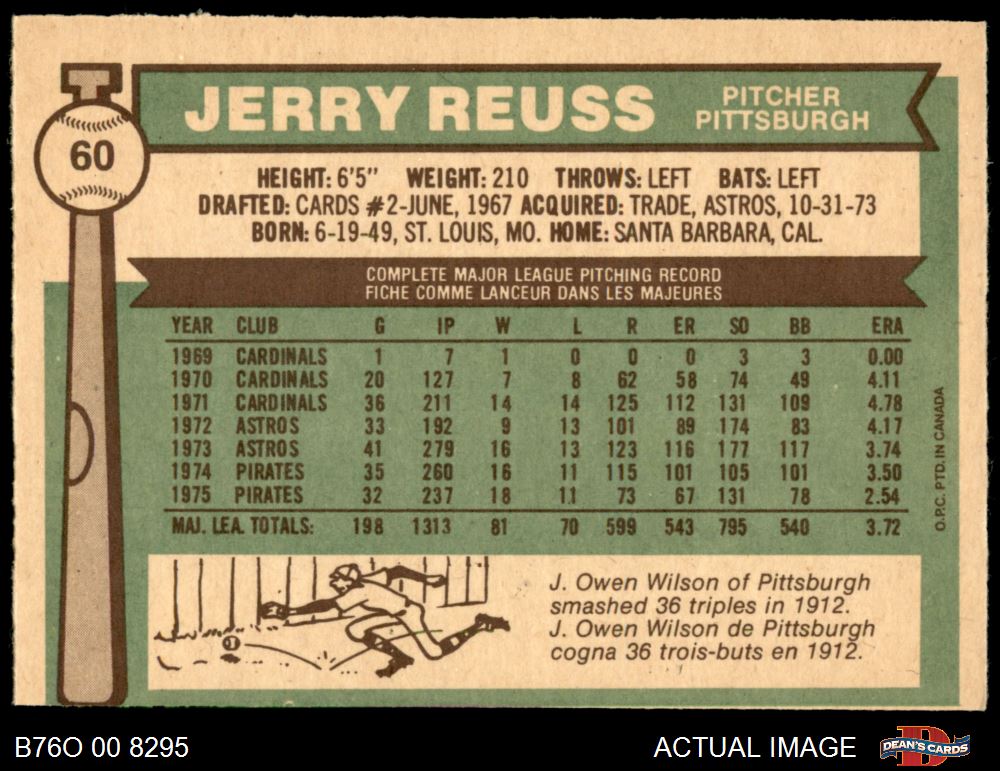 60
JERRY REUSS
PITCHER
PITTSBURGH
HEIGHT: 6'5" WEIGHT: 210 THROWS: LEFT BATS: LEFT
DRAFTED: CARDS #2-JUNE, 1967 ACQUIRED: TRADE, ASTROS, 10-31-73
BORN: 6-19-49, ST. LOUIS, MO. HOME: SANTA BARBARA, CAL.
COMPLETE MAJOR LEAGUE PITCHING RECORD
FICHE COMME LANCEUR DANS LES MAJEURES
YEAR CLUB G IP W L R ER SO BB ERA
1969 CARDINALS 1 7 1 0 0 0 3 3 0.00
1970 CARDINALS 20 127 7 8 62 58 74 49 4.11
1971 CARDINALS 36 211 14 14 125 112 131 109 4.78
1972 ASTROS 33 192 9 13 101 89 174 83 4.17
1973 ASTROS 41 279 16 13 123 116 177 117 3.74
1974 PIRATES 35 260 16 11 115 101 105 101 3.50
1975 PIRATES 32 237 18 11 73 67 131 78 2.54
MAJ. LEA. TOTALS: 198 1313 81 70 599 543 795 540 3.72
O.P.C. PTD. IN CANADA
J. Owen Wilson of Pittsburgh
smashed 36 triples in 1912.
J. Owen Wilson de Pittsburgh
cogna 36 trois-buts en 1912.
B76O 00 8295
ACTUAL IMAGE
DEAN'S CARDS